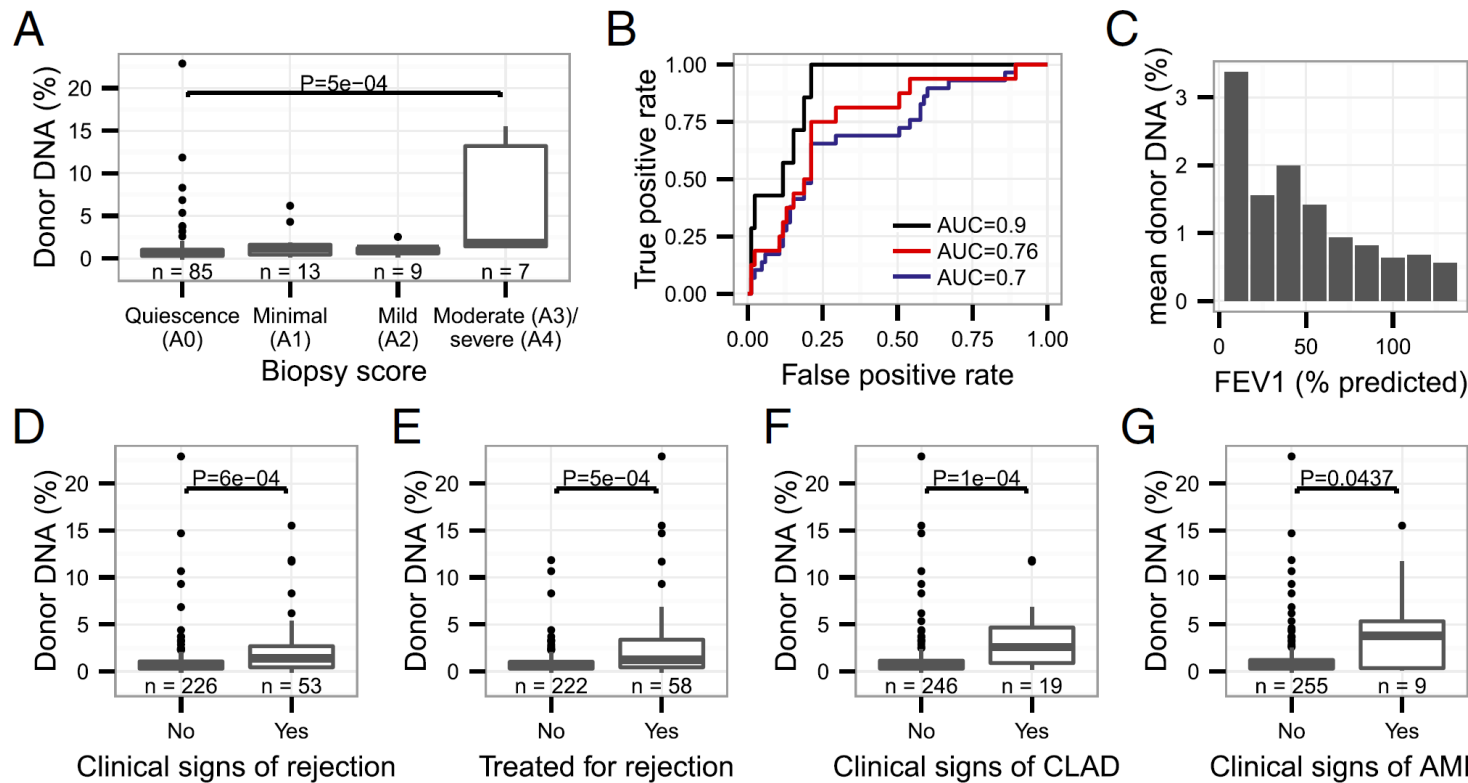 A
Donor DNA (%)
20
15
10
5
0
P=5e−04
n = 85
n = 13
n = 9
n = 7
Quiescence
(A0)
Minimal
(A1)
Mild
(A2)
Moderate (A3)/
severe (A4)
Biopsy score
B
True positive rate
1.00
0.75
0.50
0.25
0.00
AUC=0.9
AUC=0.76
AUC=0.7
0.00
0.25
0.50
0.75
1.00
False positive rate
C
mean donor DNA (%)
3
2
1
0
0
50
100
FEV1 (% predicted)
D
Donor DNA (%)
20
15
10
5
0
P=6e−04
n = 226
n = 53
No
Yes
Clinical signs of rejection
E
Donor DNA (%)
20
15
10
5
0
P=5e−04
n = 222
n = 58
No
Yes
Treated for rejection
F
Donor DNA (%)
20
15
10
5
0
P=1e−04
n = 246
n = 19
No
Yes
Clinical signs of CLAD
G
Donor DNA (%)
20
15
10
5
0
P=0.0437
n = 255
n = 9
No
Yes
Clinical signs of AM